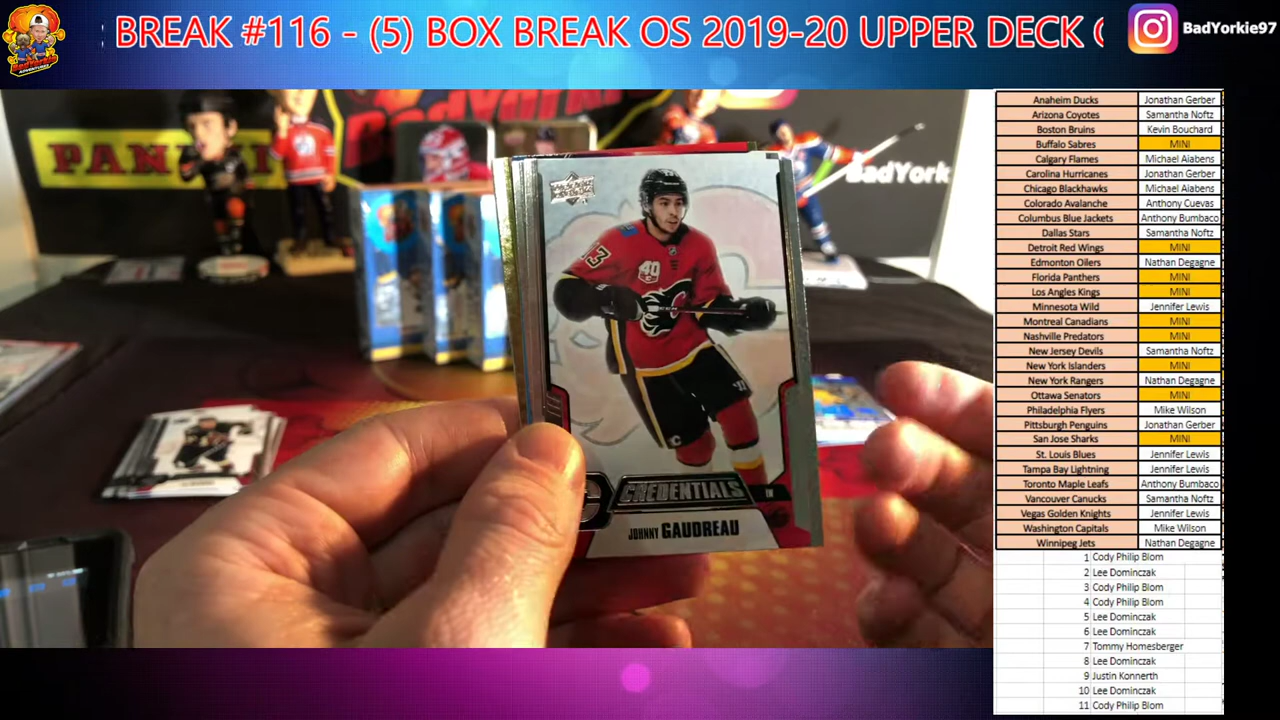 BREAK #116 - (5) BOX BREAK OS 2019-20 UPPER DECK
BadYorkie97
BadYorkie
PANINI
BadYork
13
40
CREDENTIALS
LW
JOHNNY GAUDREAU
Anaheim Ducks Jonathan Gerber
Arizona Coyotes Samantha Noftz
Boston Bruins Kevin Bouchard
Buffalo Sabres MINI
Calgary Flames Michael Aiabens
Carolina Hurricanes Jonathan Gerber
Chicago Blackhawks Michael Aiabens
Colorado Avalanche Anthony Cuevas
Columbus Blue Jackets Anthony Bumbaco
Dallas Stars Samantha Noftz
Detroit Red Wings MINI
Edmonton Oilers Nathan Degagne
Florida Panthers MINI
Los Angles Kings MINI
Minnesota Wild Jennifer Lewis
Montreal Canadians MINI
Nashville Predators MINI
New Jersey Devils Samantha Noftz
New York Islanders MINI
New York Rangers Nathan Degagne
Ottawa Senators MINI
Philadelphia Flyers Mike Wilson
Pittsburgh Penguins Jonathan Gerber
San Jose Sharks MINI
St. Louis Blues Jennifer Lewis
Tampa Bay Lightning Jennifer Lewis
Toronto Maple Leafs Anthony Bumbaco
Vancouver Canucks Samantha Noftz
Vegas Golden Knights Jennifer Lewis
Washington Capitals Mike Wilson
Winnipeg Jets Nathan Degagne
1 Cody Philip Blom
2 Lee Dominczak
3 Cody Philip Blom
4 Cody Philip Blom
5 Lee Dominczak
6 Lee Dominczak
7 Tommy Homesberger
8 Lee Dominczak
9 Justin Konnerth
10 Lee Dominczak
11 Cody Philip Blom